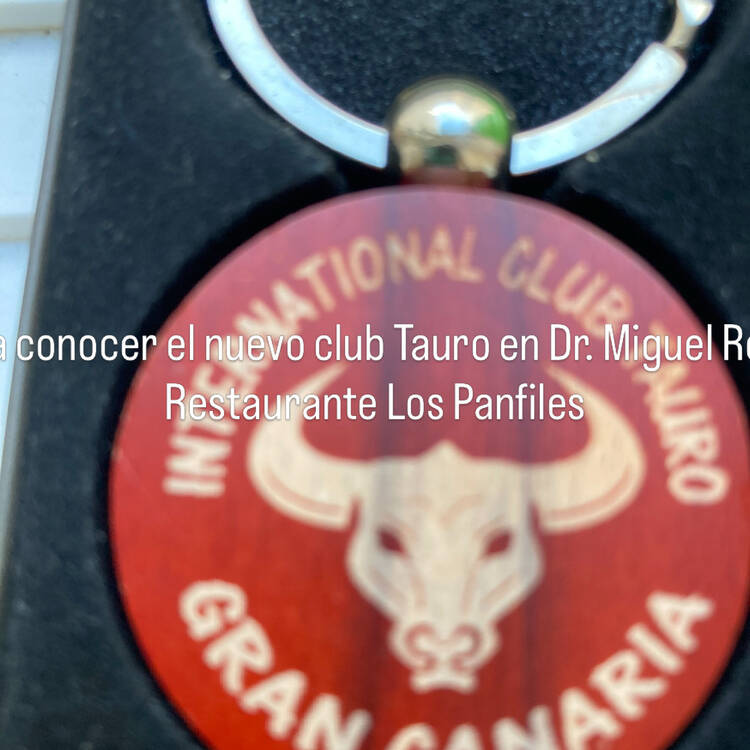 a conocer el nuevo club Tauro en Dr. Miguel
Restaurante Los Panfiles
INTERNATIONAL CLUB TAURO
GRAN CANARIA